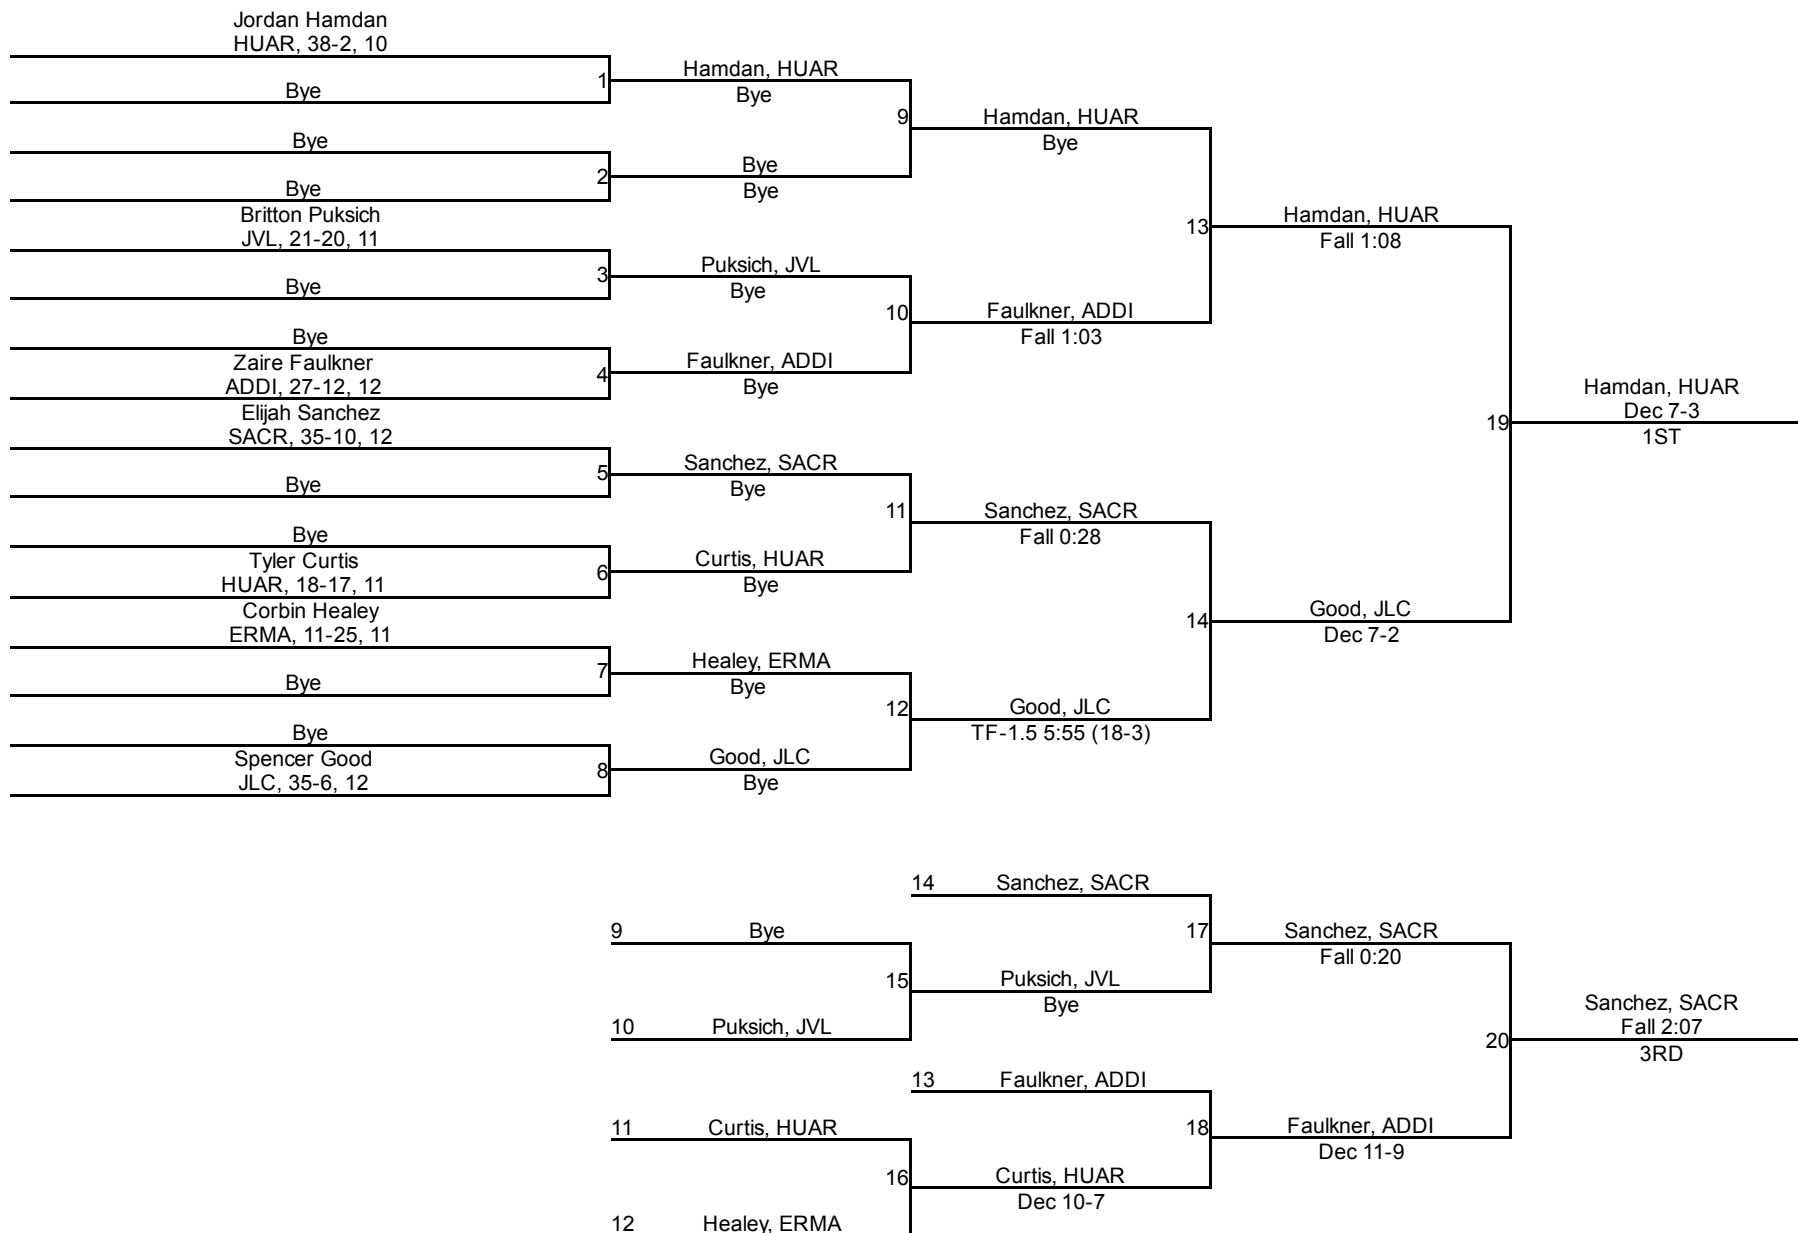 Jordan Hamdan
HUAR, 38-2, 10
Bye
1
Bye
Bye
2
Britton Puksich
JVL, 21-20, 11
Bye
3
Bye
Zaire Faulkner
ADDI, 27-12, 12
4
Elijah Sanchez
SACR, 35-10, 12
Bye
5
Bye
Tyler Curtis
HUAR, 18-17, 11
6
Corbin Healey
ERMA, 11-25, 11
Bye
7
Bye
Spencer Good
JLC, 35-6, 12
8
Hamdan, HUAR
Bye
9
Bye
Bye
Puksich, JVL
Bye
10
Faulkner, ADDI
Bye
Sanchez, SACR
Bye
11
Curtis, HUAR
Bye
Healey, ERMA
Bye
12
Good, JLC
Bye
Hamdan, HUAR
Bye
13
Faulkner, ADDI
Fall 1:03
Sanchez, SACR
Fall 0:28
14
Good, JLC
TF-1.5 5:55 (18-3)
Hamdan, HUAR
Fall 1:08
19
Good, JLC
Dec 7-2
Hamdan, HUAR
Dec 7-3
1ST
14 Sanchez, SACR
9 Bye
15
10 Puksich, JVL
Puksich, JVL
Bye
17
13 Faulkner, ADDI
11 Curtis, HUAR
16
12 Healey, ERMA
Curtis, HUAR
Dec 10-7
18
Sanchez, SACR
Fall 0:20
20
Faulkner, ADDI
Dec 11-9
Sanchez, SACR
Fall 2:07
3RD